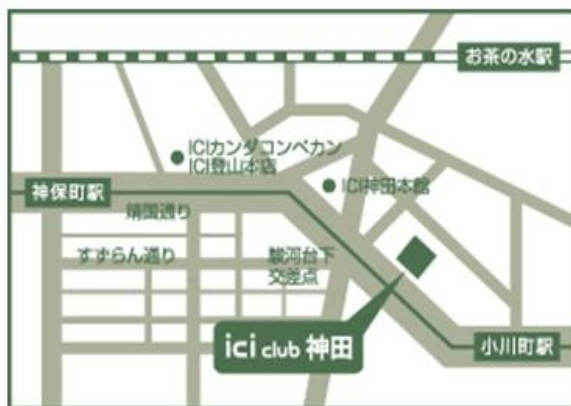 お茶の水駅
ICIカンダコンペカン
ICI登山本店
神保町駅
ICI神田本館
靖国通り
すずらん通り
駿河台下
交差点
ici club 神田
小川町駅